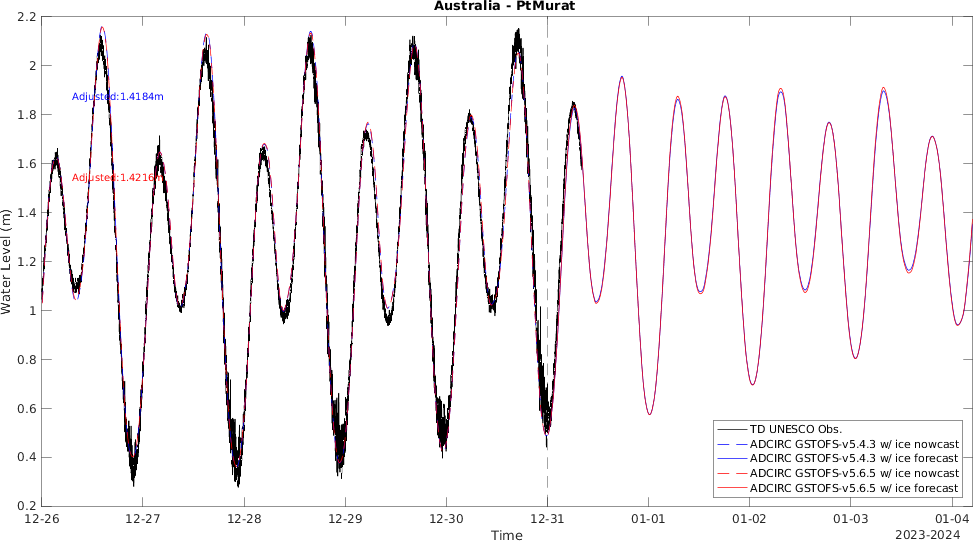 Australia - PtMurat
2.2
2
1.8
1.6
1.4
1.2
1
0.8
0.6
0.4
0.2
Water Level (m)
Adjusted:1.4184m
Adjusted:1.4216m
TD UNESCO Obs.
ADCIRC GSTOFS-v5.4.3 w/ ice nowcast
ADCIRC GSTOFS-v5.4.3 w/ ice forecast
ADCIRC GSTOFS-v5.6.5 w/ ice nowcast
ADCIRC GSTOFS-v5.6.5 w/ ice forecast
12-26 12-27 12-28 12-29 12-30 12-31 01-01 01-02 01-03 01-04
Time
2023-2024